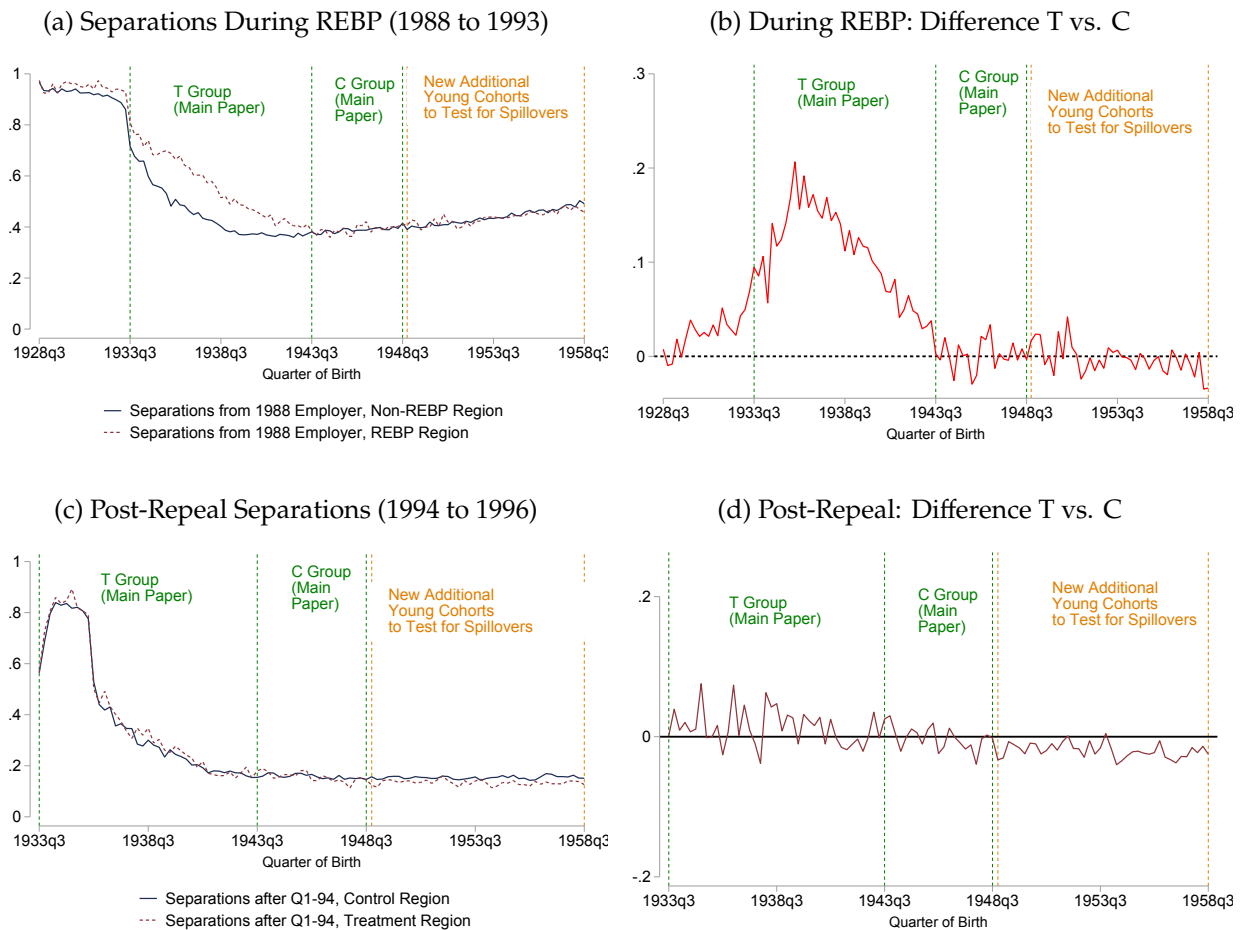 (a) Separations During REBP (1988 to 1993)
1
.8
.6
.4
.2
0
T Group
(Main Paper)
C Group
(Main
Paper)
New Additional
Young Cohorts
to Test for Spillovers
1928q3 1933q3 1938q3 1943q3 1948q3 1953q3 1958q3
Quarter of Birth
Separations from 1988 Employer, Non-REBP Region
Separations from 1988 Employer, REBP Region
(b) During REBP: Difference T vs. C
.3
.2
.1
0
T Group
(Main Paper)
C Group
(Main
Paper)
New Additional
Young Cohorts
to Test for Spillovers
1928q3 1933q3 1938q3 1943q3 1948q3 1953q3 1958q3
Quarter of Birth
(c) Post-Repeal Separations (1994 to 1996)
1
.8
.6
.4
.2
0
T Group
(Main Paper)
C Group
(Main
Paper)
New Additional
Young Cohorts
to Test for Spillovers
1933q3 1938q3 1943q3 1948q3 1953q3 1958q3
Quarter of Birth
Separations after Q1-94, Control Region
Separations after Q1-94, Treatment Region
(d) Post-Repeal: Difference T vs. C
.2
0
-.2
T Group
(Main Paper)
C Group
(Main
Paper)
New Additional
Young Cohorts
to Test for Spillovers
1933q3 1938q3 1943q3 1948q3 1953q3 1958q3
Quarter of Birth